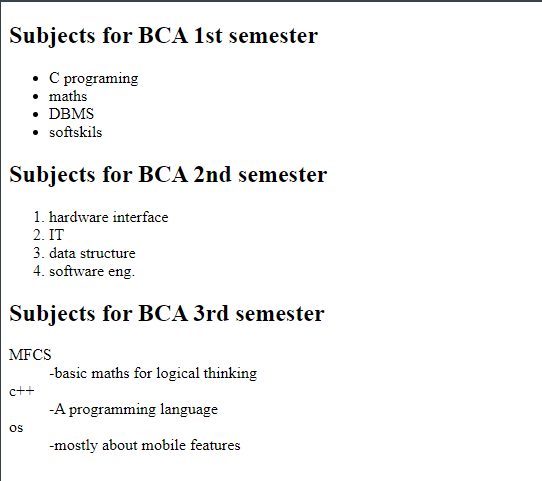 Subjects for BCA 1st semester
• C programing
• maths
• DBMS
• softskils
Subjects for BCA 2nd semester
1. hardware interface
2. IT
3. data structure
4. software eng.
Subjects for BCA 3rd semester
MFCS
-basic maths for logical thinking
c++
-A programming language
os
-mostly about mobile features